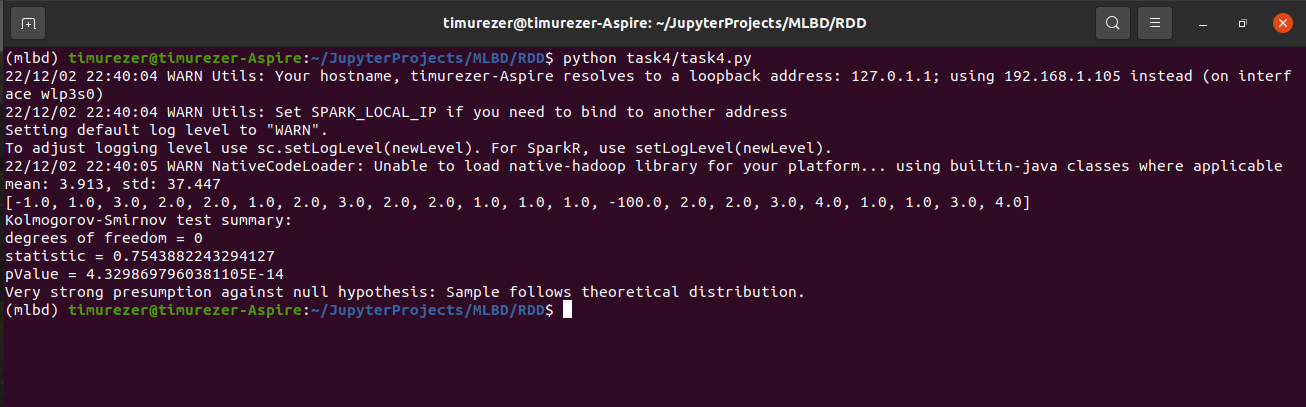 timurezer@timurezer-Aspire: ~/JupyterProjects/MLBD/RDD
(mlbd) timurezer@timurezer-Aspire:~/JupyterProjects/MLBD/RDD$ python task4/task4.py
22/12/02 22:40:04 WARN Utils: Your hostname, timurezer-Aspire resolves to a loopback address: 127.0.1.1; using 192.168.1.105 instead (on interf
ace wlp3s0)
22/12/02 22:40:04 WARN Utils: Set SPARK_LOCAL_IP if you need to bind to another address
Setting default log level to "WARN".
To adjust logging level use sc.setLogLevel(newLevel). For SparkR, use setLogLevel(newLevel).
22/12/02 22:40:05 WARN NativeCodeLoader: Unable to load native-hadoop library for your platform... using builtin-java classes where applicable
mean: 3.913, std: 37.447
[-1.0, 1.0, 3.0, 2.0, 2.0, 1.0, 2.0, 3.0, 2.0, 2.0, 1.0, 1.0, 1.0, -100.0, 2.0, 2.0, 3.0, 4.0, 1.0, 1.0, 3.0, 4.0]
Kolmogorov-Smirnov test summary:
degrees of freedom = 0
statistic = 0.7543882243294127
pValue = 4.3298697960381105E-14
Very strong presumption against null hypothesis: Sample follows theoretical distribution.
(mlbd) timurezer@timurezer-Aspire:~/JupyterProjects/MLBD/RDD$